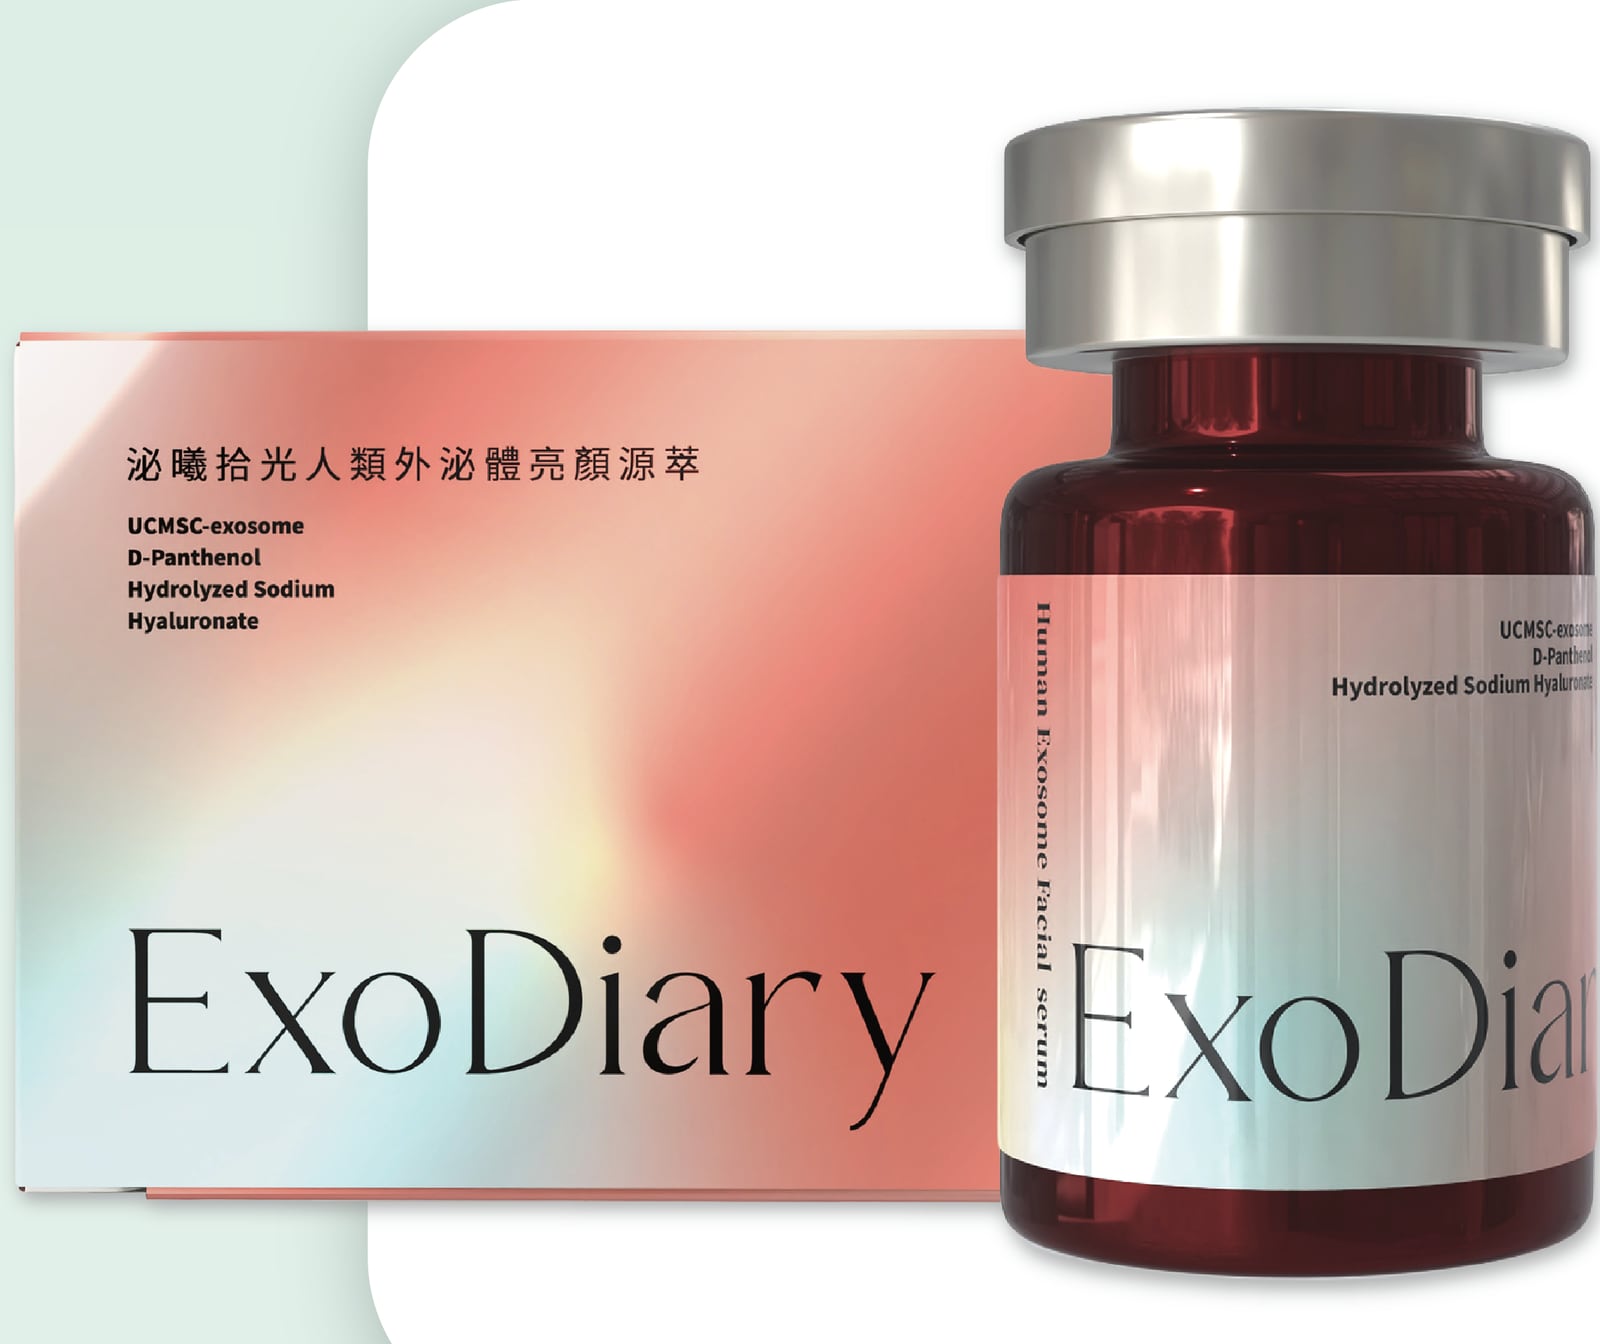 泌曦拾光人類外泌體亮顏源萃
UCMSC-exosome
D-Panthenol
Hydrolyzed Sodium
Hyaluronate
ExoDiary
Human Exosome Facial serum
UCMSC-exosome
D-Panthenol
Hydrolyzed Sodium Hyaluronate
ExoDiar